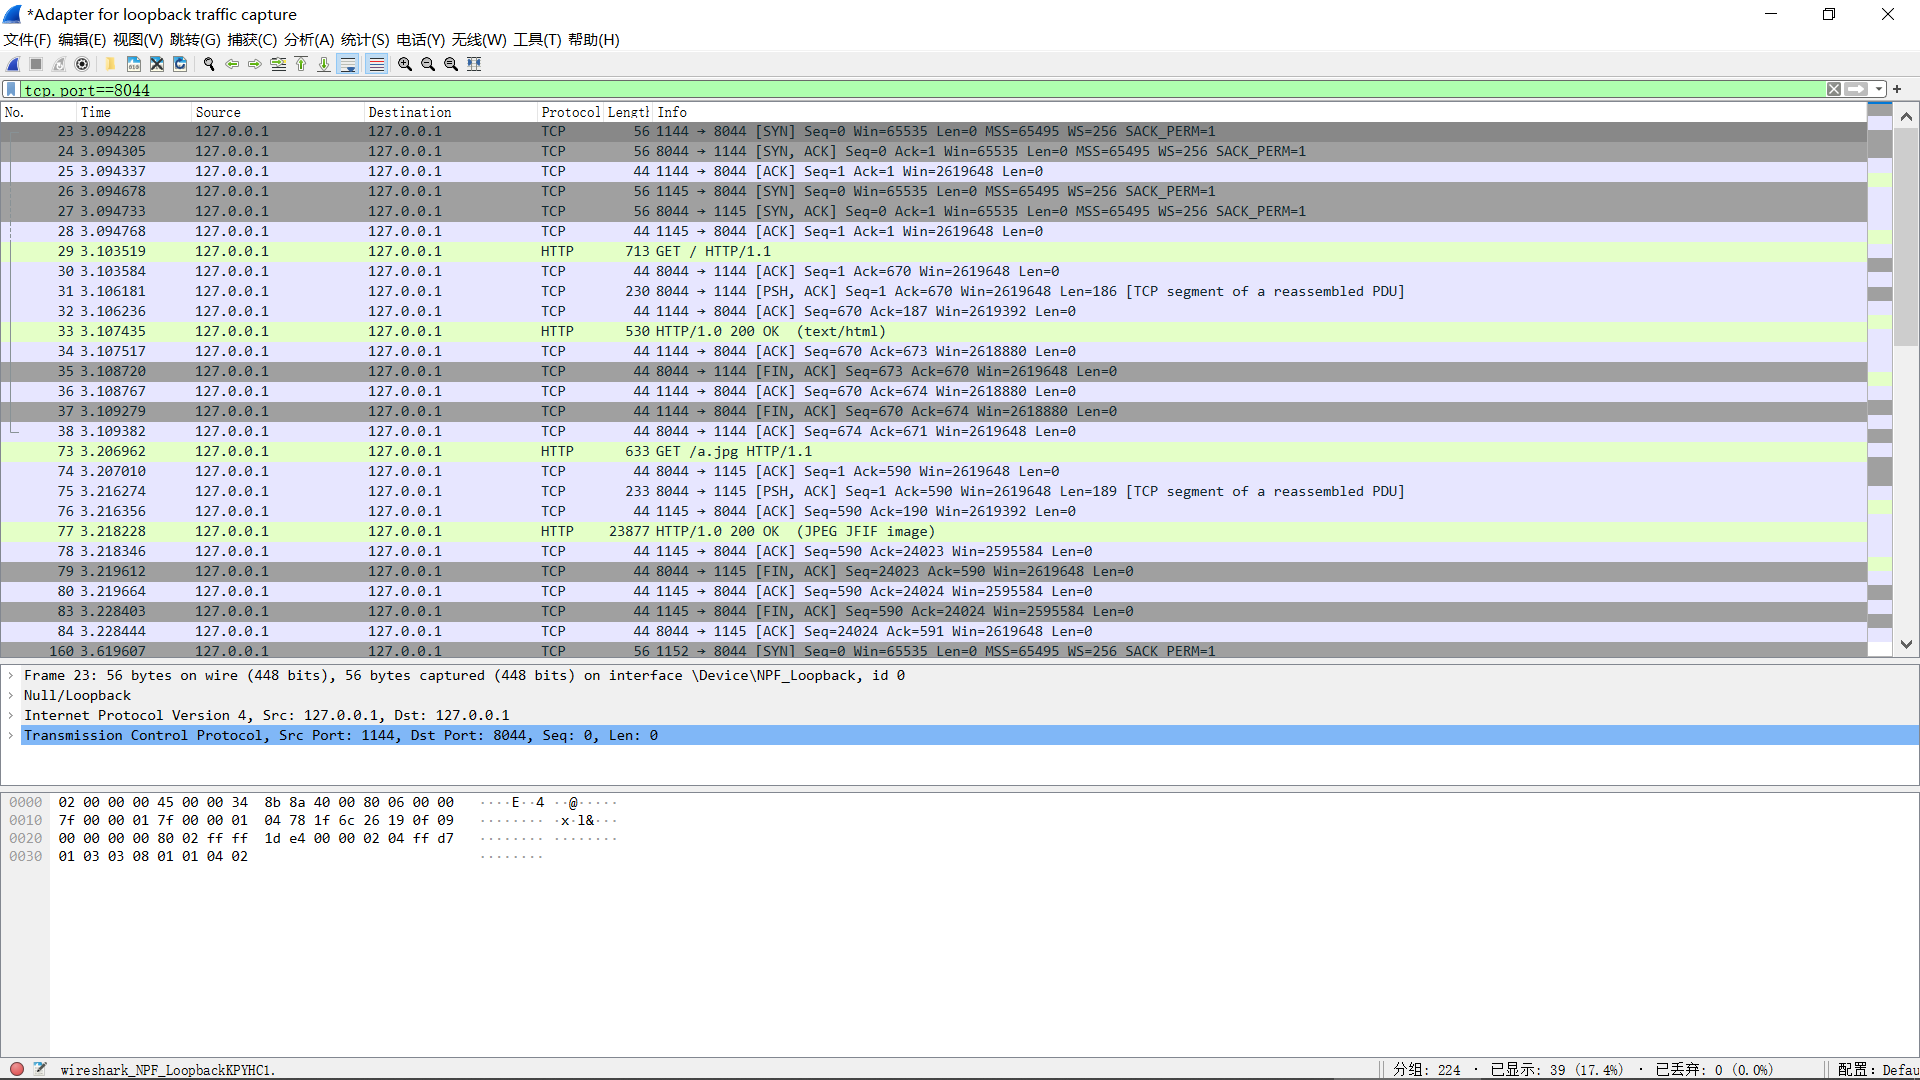 *Adapter for loopback traffic capture
文件(F) 编辑(E) 视图(V) 跳转(G) 捕获(C) 分析(A) 统计(S) 电话(Y) 无线(W) 工具(T) 帮助(H)
tcp.port==8044
No. Time Source Destination Protocol Length Info
23 3.094228 127.0.0.1 127.0.0.1 TCP 56 1144 → 8044 [SYN] Seq=0 Win=65535 Len=0 MSS=65495 WS=256 SACK_PERM=1
24 3.094305 127.0.0.1 127.0.0.1 TCP 56 8044 → 1144 [SYN, ACK] Seq=0 Ack=1 Win=65535 Len=0 MSS=65495 WS=256 SACK_PERM=1
25 3.094337 127.0.0.1 127.0.0.1 TCP 44 1144 → 8044 [ACK] Seq=1 Ack=1 Win=2619648 Len=0
26 3.094678 127.0.0.1 127.0.0.1 TCP 56 1145 → 8044 [SYN] Seq=0 Win=65535 Len=0 MSS=65495 WS=256 SACK_PERM=1
27 3.094733 127.0.0.1 127.0.0.1 TCP 56 8044 → 1145 [SYN, ACK] Seq=0 Ack=1 Win=65535 Len=0 MSS=65495 WS=256 SACK_PERM=1
28 3.094768 127.0.0.1 127.0.0.1 TCP 44 1145 → 8044 [ACK] Seq=1 Ack=1 Win=2619648 Len=0
29 3.103519 127.0.0.1 127.0.0.1 HTTP 713 GET / HTTP/1.1
30 3.103584 127.0.0.1 127.0.0.1 TCP 44 8044 → 1144 [ACK] Seq=1 Ack=670 Win=2619648 Len=0
31 3.106181 127.0.0.1 127.0.0.1 TCP 230 8044 → 1144 [PSH, ACK] Seq=1 Ack=670 Win=2619648 Len=186 [TCP segment of a reassembled PDU]
32 3.106236 127.0.0.1 127.0.0.1 TCP 44 1144 → 8044 [ACK] Seq=670 Ack=187 Win=2619392 Len=0
33 3.107435 127.0.0.1 127.0.0.1 HTTP 530 HTTP/1.0 200 OK  (text/html)
34 3.107517 127.0.0.1 127.0.0.1 TCP 44 1144 → 8044 [ACK] Seq=670 Ack=673 Win=2618880 Len=0
35 3.108720 127.0.0.1 127.0.0.1 TCP 44 8044 → 1144 [FIN, ACK] Seq=673 Ack=670 Win=2619648 Len=0
36 3.108767 127.0.0.1 127.0.0.1 TCP 44 1144 → 8044 [ACK] Seq=670 Ack=674 Win=2618880 Len=0
37 3.109279 127.0.0.1 127.0.0.1 TCP 44 1144 → 8044 [FIN, ACK] Seq=670 Ack=674 Win=2618880 Len=0
38 3.109382 127.0.0.1 127.0.0.1 TCP 44 8044 → 1144 [ACK] Seq=674 Ack=671 Win=2619648 Len=0
73 3.206962 127.0.0.1 127.0.0.1 HTTP 633 GET /a.jpg HTTP/1.1
74 3.207010 127.0.0.1 127.0.0.1 TCP 44 8044 → 1145 [ACK] Seq=1 Ack=590 Win=2619648 Len=0
75 3.216274 127.0.0.1 127.0.0.1 TCP 233 8044 → 1145 [PSH, ACK] Seq=1 Ack=590 Win=2619648 Len=189 [TCP segment of a reassembled PDU]
76 3.216356 127.0.0.1 127.0.0.1 TCP 44 1145 → 8044 [ACK] Seq=590 Ack=190 Win=2619392 Len=0
77 3.218228 127.0.0.1 127.0.0.1 HTTP 23877 HTTP/1.0 200 OK  (JPEG JFIF image)
78 3.218346 127.0.0.1 127.0.0.1 TCP 44 1145 → 8044 [ACK] Seq=590 Ack=24023 Win=2595584 Len=0
79 3.219612 127.0.0.1 127.0.0.1 TCP 44 8044 → 1145 [FIN, ACK] Seq=24023 Ack=590 Win=2619648 Len=0
80 3.219664 127.0.0.1 127.0.0.1 TCP 44 1145 → 8044 [ACK] Seq=590 Ack=24024 Win=2595584 Len=0
83 3.228403 127.0.0.1 127.0.0.1 TCP 44 1145 → 8044 [FIN, ACK] Seq=590 Ack=24024 Win=2595584 Len=0
84 3.228444 127.0.0.1 127.0.0.1 TCP 44 8044 → 1145 [ACK] Seq=24024 Ack=591 Win=2619648 Len=0
160 3.619607 127.0.0.1 127.0.0.1 TCP 56 1152 → 8044 [SYN] Seq=0 Win=65535 Len=0 MSS=65495 WS=256 SACK_PERM=1
Frame 23: 56 bytes on wire (448 bits), 56 bytes captured (448 bits) on interface \Device\NPF_Loopback, id 0
Null/Loopback
Internet Protocol Version 4, Src: 127.0.0.1, Dst: 127.0.0.1
Transmission Control Protocol, Src Port: 1144, Dst Port: 8044, Seq: 0, Len: 0
0000 02 00 00 00 45 00 00 34 8b 8a 40 00 80 06 00 00 ····E··4 ··@·····
0010 7f 00 00 01 7f 00 00 01 04 78 1f 6c 26 19 0f 09 ········ ·x·l&···
0020 00 00 00 00 80 02 ff ff 1d e4 00 00 02 04 ff d7 ········ ········
0030 01 03 03 08 01 01 04 02 ········
wireshark_NPF_LoopbackKPYHC1. 分组: 224 · 已显示: 39 (17.4%) · 已丢弃: 0 (0.0%) 配置: Defau